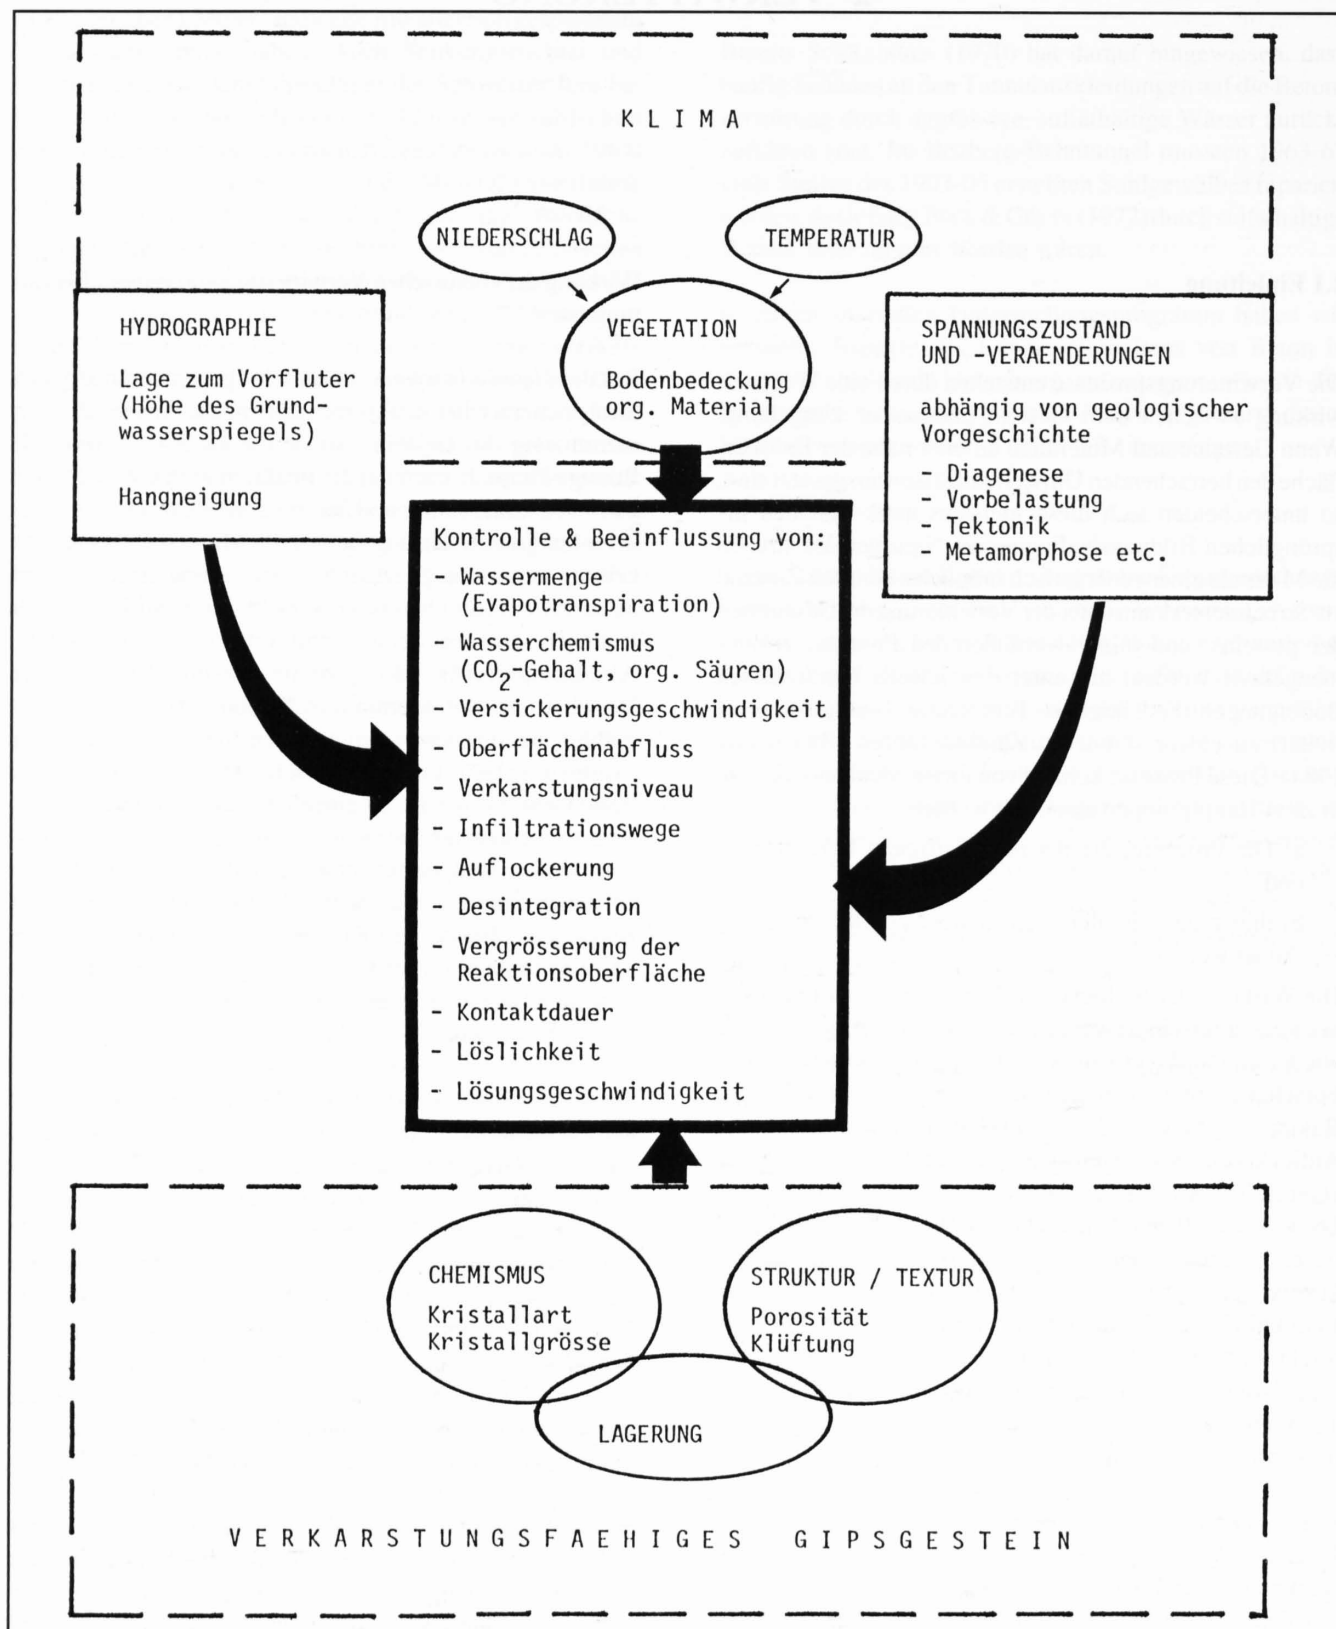 K L I M A
NIEDERSCHLAG
TEMPERATUR
VEGETATION
Bodenbedeckung
org. Material
HYDROGRAPHIE
Lage zum Vorfluter
(Höhe des Grund-
wasserspiegels)
Hangneigung
SPANNUNGSZUSTAND
UND -VERAENDERUNGEN
abhängig von geologischer
Vorgeschichte
- Diagenese
- Vorbelastung
- Tektonik
- Metamorphose etc.
Kontrolle & Beeinflussung von:
- Wassermenge
(Evapotranspiration)
- Wasserchemismus
(CO2-Gehalt, org. Säuren)
- Versickerungsgeschwindigkeit
- Oberflächenabfluss
- Verkarstungsniveau
- Infiltrationswege
- Auflockerung
- Desintegration
- Vergrösserung der
Reaktionsoberfläche
- Kontaktdauer
- Löslichkeit
- Lösungsgeschwindigkeit
CHEMISMUS
Kristallart
Kristallgrösse
STRUKTUR / TEXTUR
Porosität
Klüftung
LAGERUNG
V E R K A R S T U N G S F A E H I G E S G I P S G E S T E I N